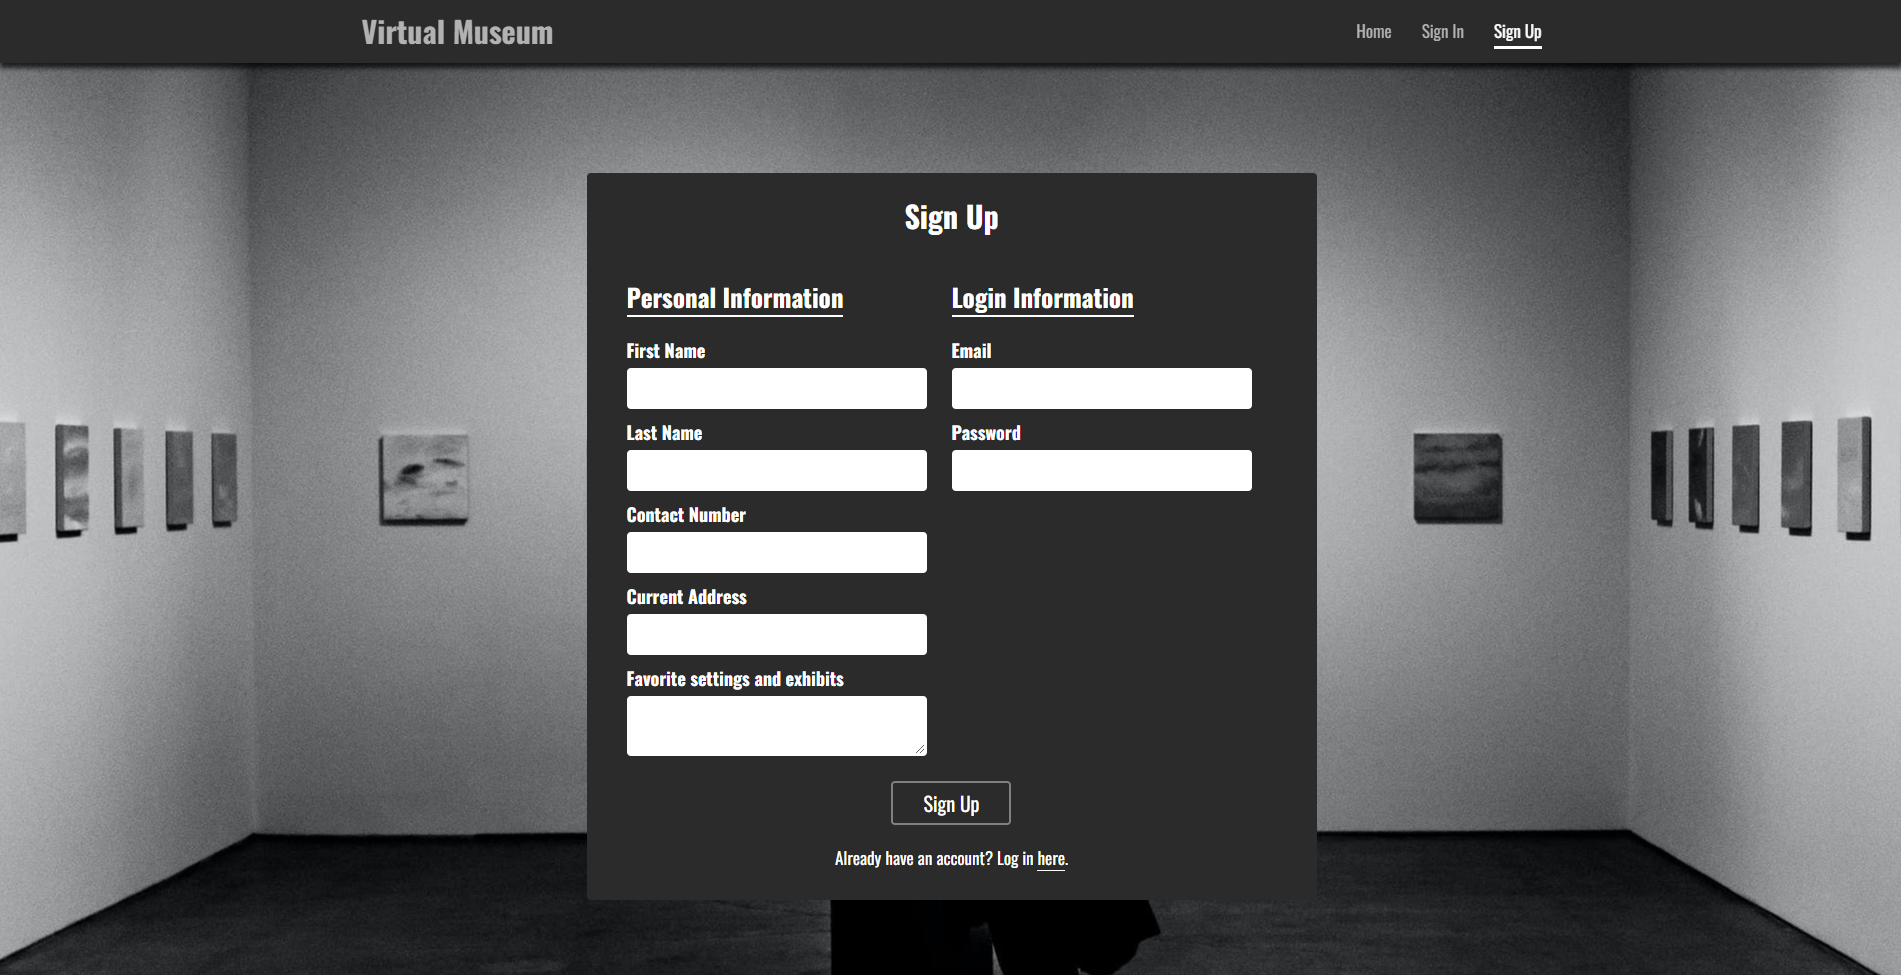 Virtual Museum
Home
Sign In
Sign Up
Sign Up
Personal Information
First Name
Last Name
Contact Number
Current Address
Favorite settings and exhibits
Login Information
Email
Password
Sign Up
Already have an account? Log in here.